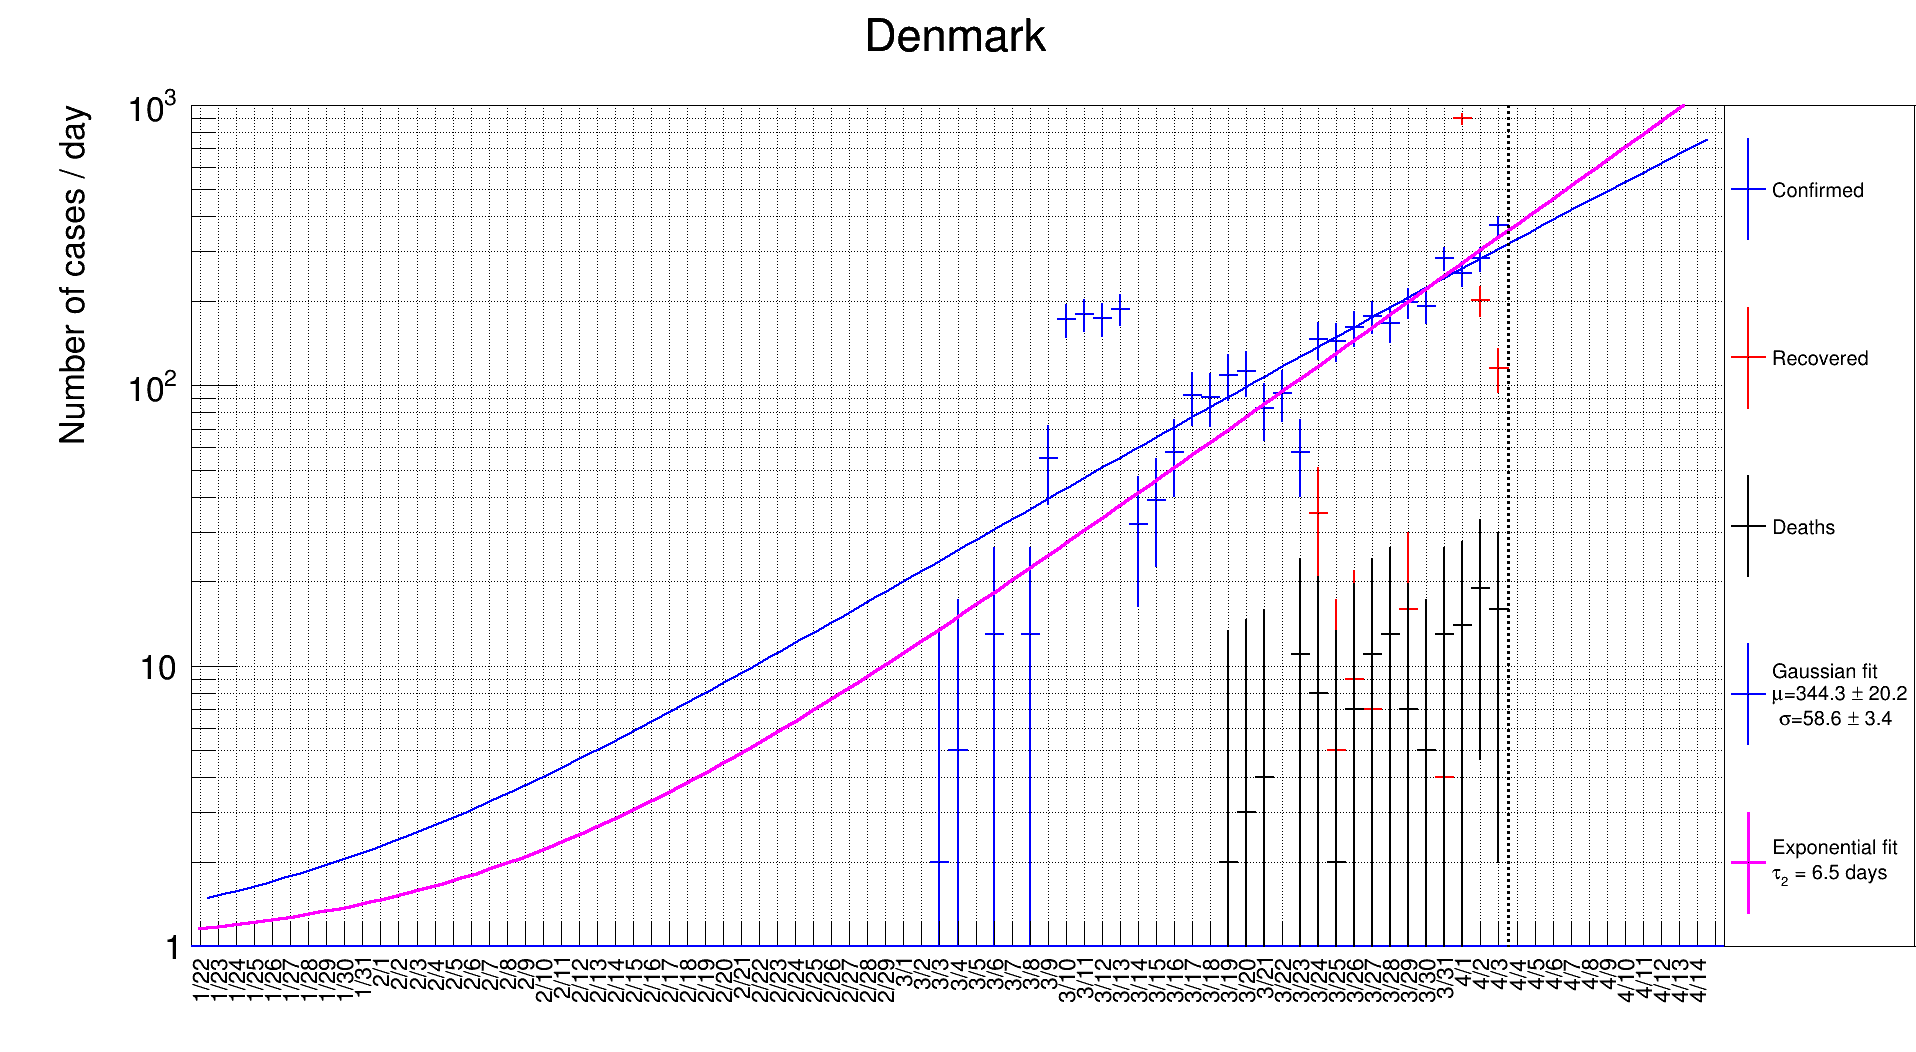 Denmark
Number of cases / day
10³
10²
10
1
1/22 1/23 1/24 1/25 1/26 1/27 1/28 1/29 1/30 1/31 2/1 2/2 2/3 2/4 2/5 2/6 2/7 2/8 2/9 2/10 2/11 2/12 2/13 2/14 2/15 2/16 2/17 2/18 2/19 2/20 2/21 2/22 2/23 2/24 2/25 2/26 2/27 2/28 2/29 3/1 3/2 3/3 3/4 3/5 3/6 3/7 3/8 3/9 3/10 3/11 3/12 3/13 3/14 3/15 3/16 3/17 3/18 3/19 3/20 3/21 3/22 3/23 3/24 3/25 3/26 3/27 3/28 3/29 3/30 3/31 4/1 4/2 4/3 4/4 4/5 4/6 4/7 4/8 4/9 4/10 4/11 4/12 4/13 4/14
Confirmed
Recovered
Deaths
Gaussian fit
μ=344.3 ± 20.2
σ=58.6 ± 3.4
Exponential fit
τ₂ = 6.5 days